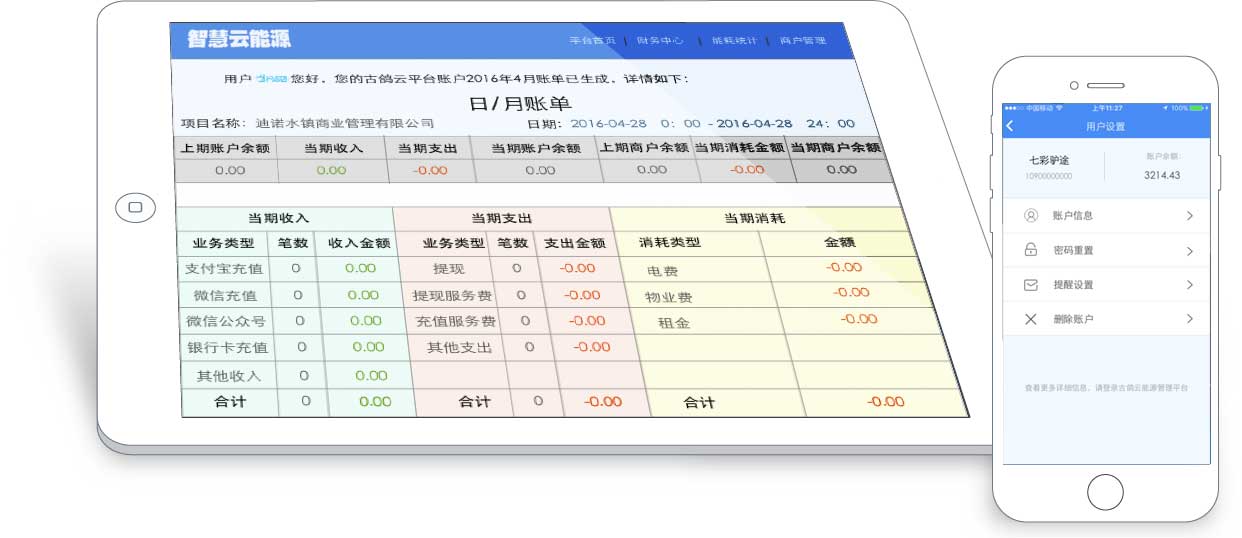 智慧云能源
平台首页 | 财务中心 | 能耗统计 | 商户管理
用户 您好，您的古鸽云平台账户2016年4月账单已生成，详情如下：
日/月账单
项目名称：迪诺水镇商业管理有限公司 日期：2016-04-28 0：00 - 2016-04-28 24：00
上期账户余额 当期收入 当期支出 当期账户余额 上期商户余额 当期消耗金额 当期商户余额
0.00 0.00 -0.00 0.00 0.00 -0.00 0.00
当期收入 当期支出 当期消耗
业务类型 笔数 收入金额 业务类型 笔数 支出金额 消耗类型 金额
支付宝充值 0 0.00 提现 0 -0.00 电费 -0.00
微信充值 0 0.00 提现服务费 0 -0.00 物业费 -0.00
微信公众号 0 0.00 充值服务费 0 -0.00 租金 -0.00
银行卡充值 0 0.00 其他支出 0 -0.00
其他收入 0 0.00
合计 0 0.00 合计 0 -0.00 合计 -0.00
中国移动 上午11:27 100%
用户设置
七彩驴途 账户余额：
10900000000 3214.43
账户信息
密码重置
提醒设置
删除账户
查看更多详细信息，请登录古鸽云能源管理平台